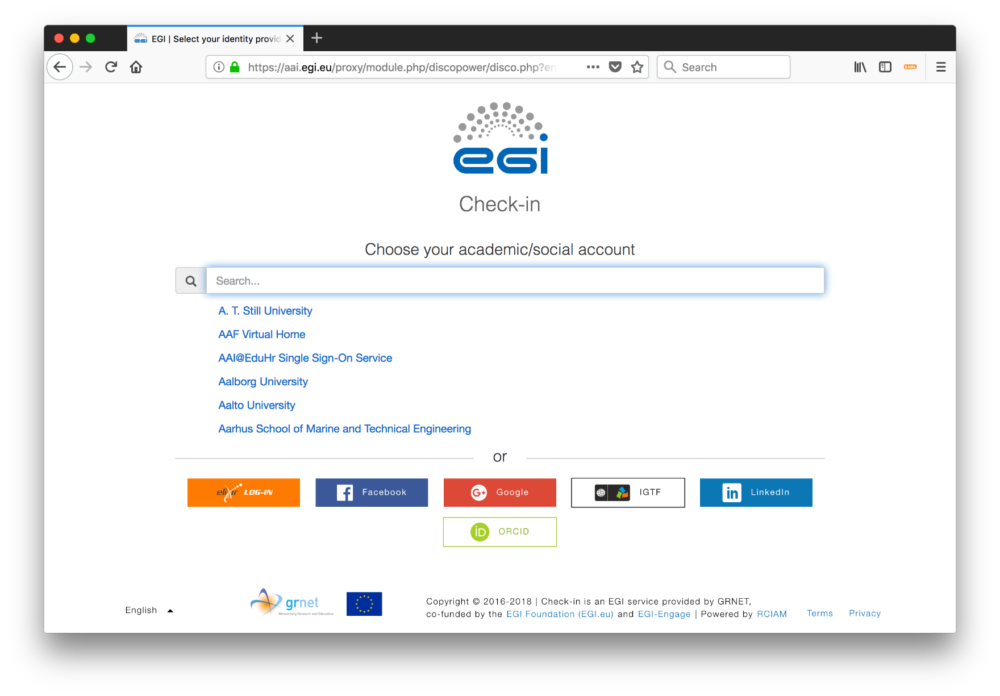 EGI | Select your identity provid
https://aai.egi.eu/proxy/module.php/discopower/disco.php?en
Search
SAML
egi
Check-in
Choose your academic/social account
Search...
A. T. Still University
AAF Virtual Home
AAI@EduHr Single Sign-On Service
Aalborg University
Aalto University
Aarhus School of Marine and Technical Engineering
or
elixir LOG-IN
Facebook
G+ Google
IGTF
in LinkedIn
iD ORCID
English
grnet
Networking Research and Education
Copyright © 2016-2018 | Check-in is an EGI service provided by GRNET,
co-funded by the EGI Foundation (EGI.eu) and EGI-Engage | Powered by RCIAM
Terms Privacy